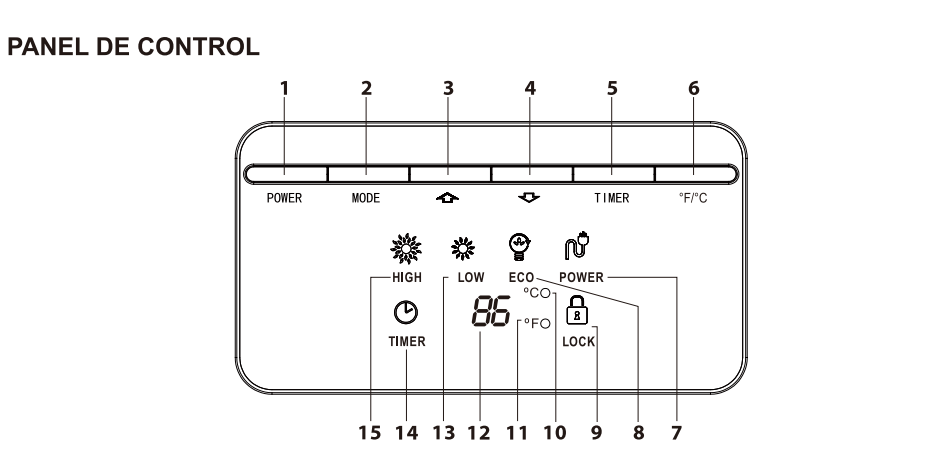 PANEL DE CONTROL
1 2 3 4 5 6
POWER MODE TIMER °F/°C
HIGH LOW ECO POWER
°C
86
°F
TIMER LOCK
15 14 13 12 11 10 9 8 7